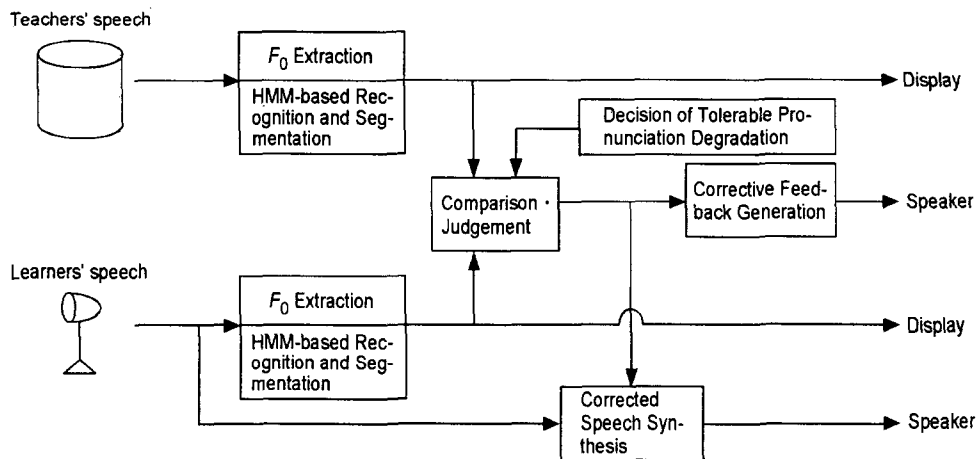 Teachers' speech
F0 Extraction
HMM-based Rec-
ognition and Seg-
mentation
Display
Decision of Tolerable Pro-
nunciation Degradation
Comparison ·
Judgement
Corrective Feed-
back Generation
Speaker
Learners' speech
F0 Extraction
HMM-based Rec-
ognition and Seg-
mentation
Display
Corrected
Speech Syn-
thesis
Speaker